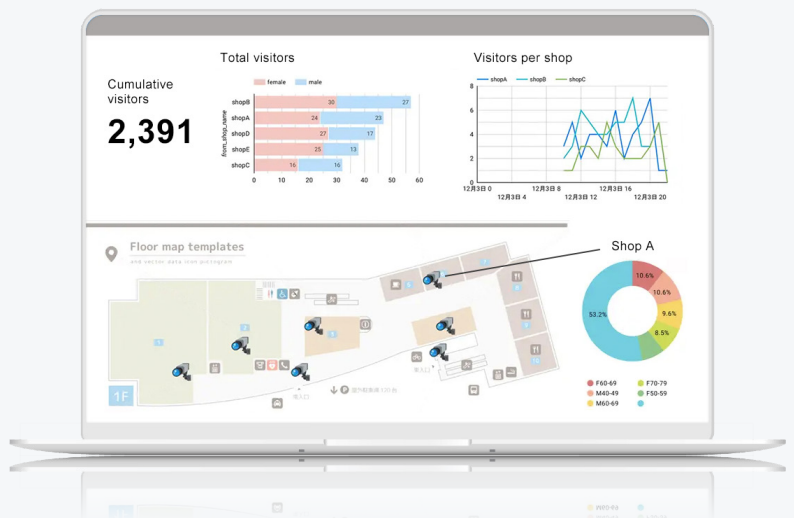 Total visitors
Visitors per shop
Cumulative
visitors
2,391
female male
shopB 30 27
shopA 24 23
shopD 27 17
shopE 25 13
shopC 16 16
from_shop_name
0 10 20 30 40 50 60
shopA shopB shopC
8
6
4
2
0
12月3日 0 12月3日 8 12月3日 16
12月3日 4 12月3日 12 12月3日 20
Floor map templates
and vector data icon pictogram
Shop A
10.6%
10.6%
9.6%
8.5%
53.2%
F60-69 F70-79
M40-49 F50-59
M60-69
1F